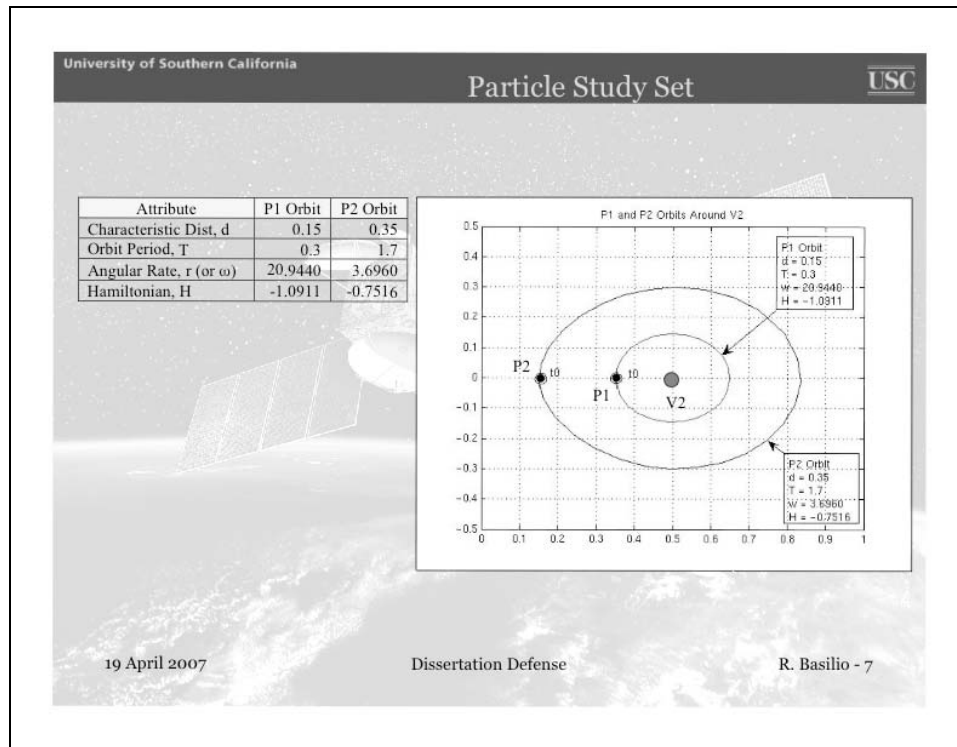 University of Southern California
Particle Study Set
USC
Attribute P1 Orbit P2 Orbit
Characteristic Dist, d 0.15 0.35
Orbit Period, T 0.3 1.7
Angular Rate, r (or ω) 20.9440 3.6960
Hamiltonian, H -1.0911 -0.7516
P1 and P2 Orbits Around V2
0.5
0.4
0.3
0.2
0.1
0
-0.1
-0.2
-0.3
-0.4
-0.5
0 0.1 0.2 0.3 0.4 0.5 0.6 0.7 0.8 0.9 1
P1 Orbit
d = 0.15
T = 0.3
w = 20.9440
H = -1.0911
P2 t0
P1 t0
V2
P2 Orbit
d = 0.35
T = 1.7
w = 3.6960
H = -0.7516
19 April 2007
Dissertation Defense
R. Basilio - 7